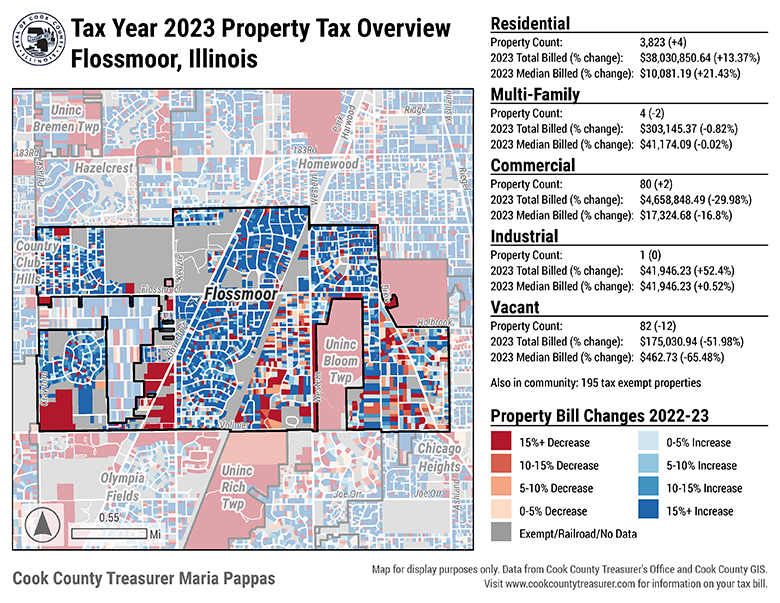 Tax Year 2023 Property Tax Overview
Flossmoor, Illinois
Residential
Property Count: 3,823 (+4)
2023 Total Billed (% change): $38,030,850.64 (+13.37%)
2023 Median Billed (% change): $10,081.19 (+21.43%)
Multi-Family
Property Count: 4 (-2)
2023 Total Billed (% change): $303,145.37 (-0.82%)
2023 Median Billed (% change): $41,174.09 (-0.02%)
Commercial
Property Count: 80 (+2)
2023 Total Billed (% change): $4,658,848.49 (-29.98%)
2023 Median Billed (% change): $17,324.68 (-16.8%)
Industrial
Property Count: 1 (0)
2023 Total Billed (% change): $41,946.23 (+52.4%)
2023 Median Billed (% change): $41,946.23 (+0.52%)
Vacant
Property Count: 82 (-12)
2023 Total Billed (% change): $175,030.94 (-51.98%)
2023 Median Billed (% change): $462.73 (-65.48%)
Also in community: 195 tax exempt properties
Property Bill Changes 2022-23
15%+ Decrease
10-15% Decrease
5-10% Decrease
0-5% Decrease
Exempt/Railroad/No Data
0-5% Increase
5-10% Increase
10-15% Increase
15%+ Increase
Uninc
Bremen Twp
183Rd
Hazelcrest
183Rd
Homewood
Park
Harwood
Ridge
Ashland
Western
Country
Club
Hills
Flossmoor
Flossmoor
Holbrook
Uninc
Bloom
Twp
Western
Vollmer
Olympia
Fields
Uninc
Rich
Twp
Chicago
Heights
Joe Orr
Joe Orr
Ashland
0.55
Mi
Cook County Treasurer Maria Pappas
Map for display purposes only. Data from Cook County Treasurer's Office and Cook County GIS.
Visit www.cookcountytreasurer.com for information on your tax bill.